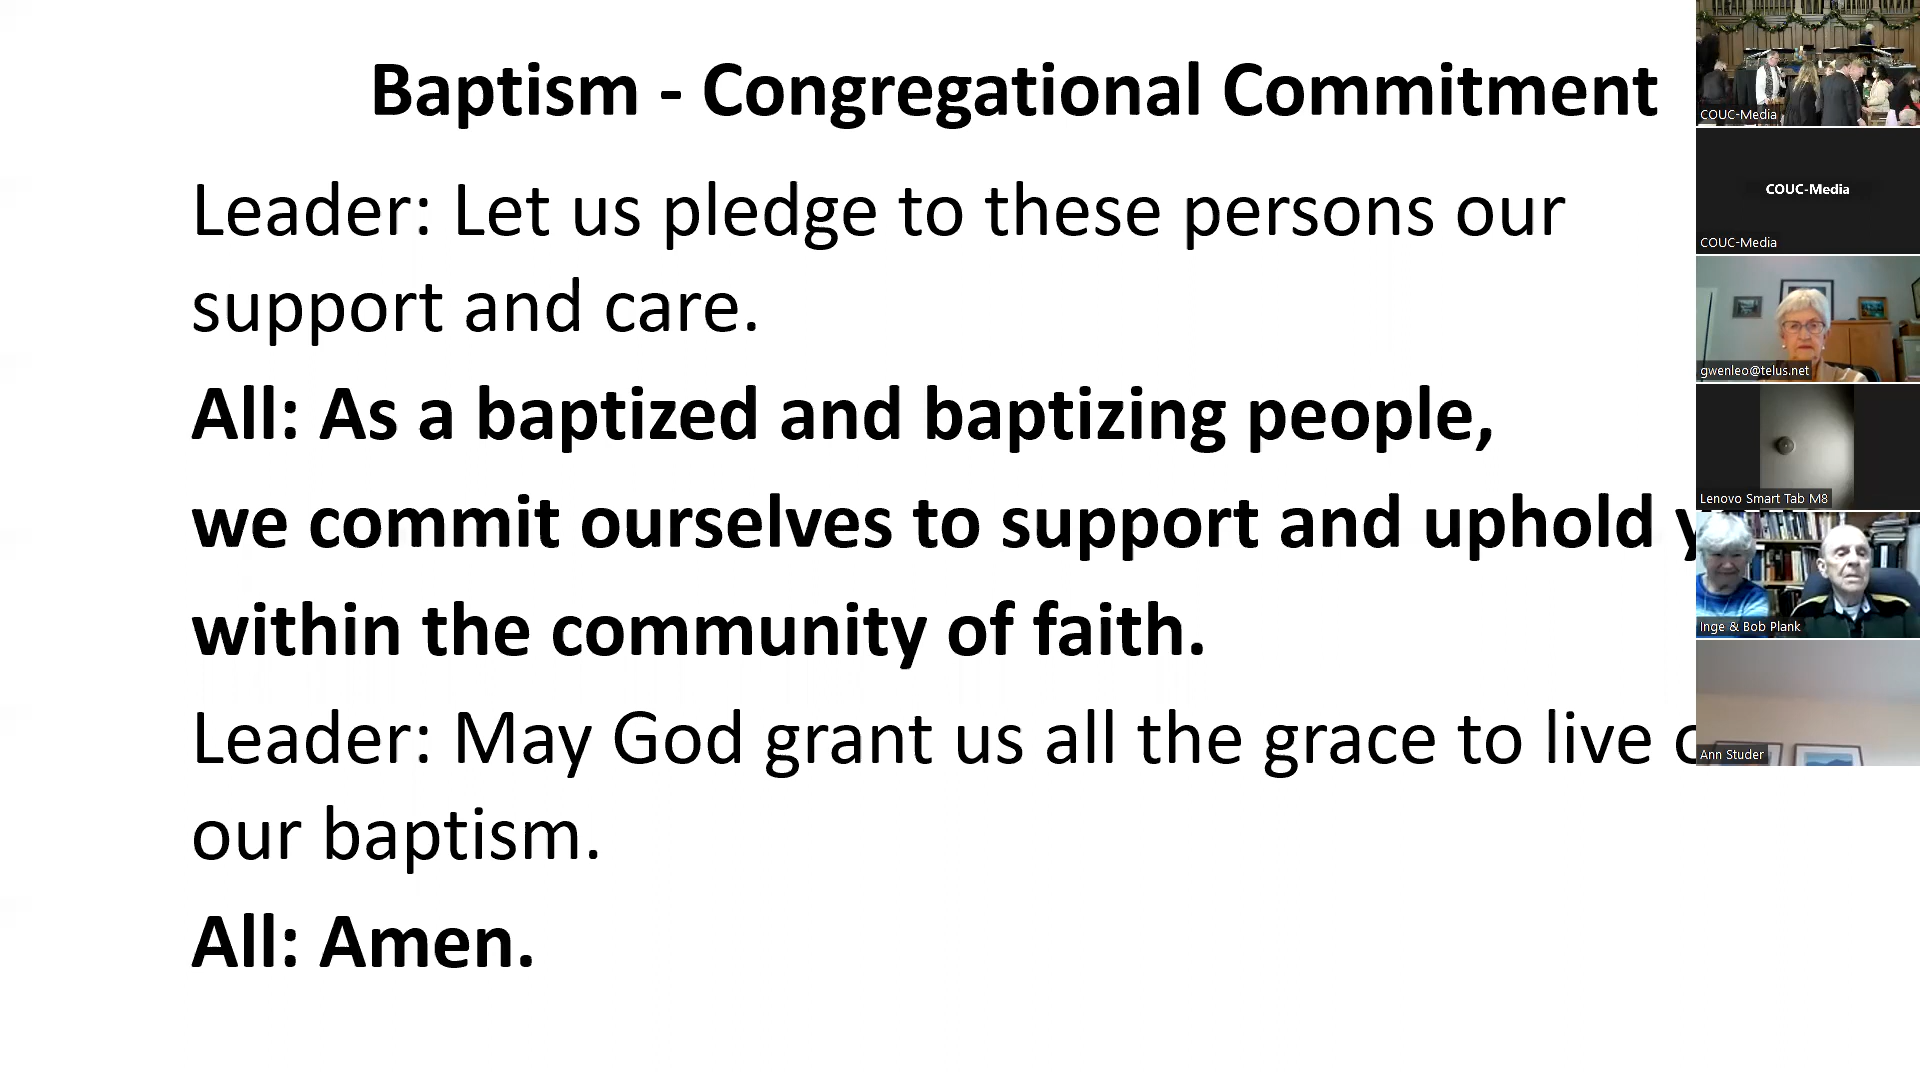 Baptism - Congregational Commitment
Leader: Let us pledge to these persons our
support and care.
All: As a baptized and baptizing people,
we commit ourselves to support and uphold
within the community of faith.
Leader: May God grant us all the grace to live
our baptism.
All: Amen.
COUC-Media
COUC-Media
COUC-Media
gwenleo@telus.net
Lenovo Smart Tab M8
Inge & Bob Plank
Ann Studer